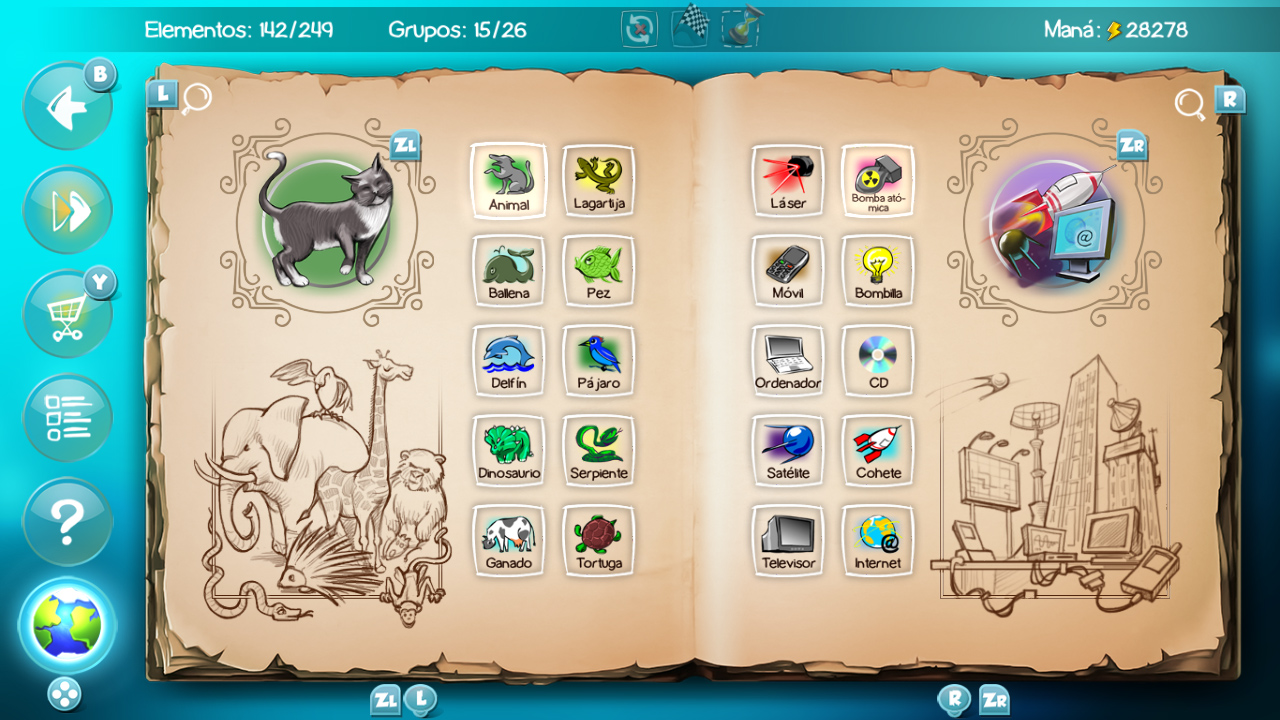 Elementos: 142/249
Grupos: 15/26
Maná: 28278
B
L
R
ZL
ZR
Animal
Lagartija
Láser
Bomba ató-
mica
Y
Ballena
Pez
Móvil
Bombilla
Delfín
Pájaro
Ordenador
CD
@
Dinosaurio
Serpiente
Satélite
Cohete
?
Ganado
Tortuga
Televisor
Internet
@
ZL
L
R
ZR